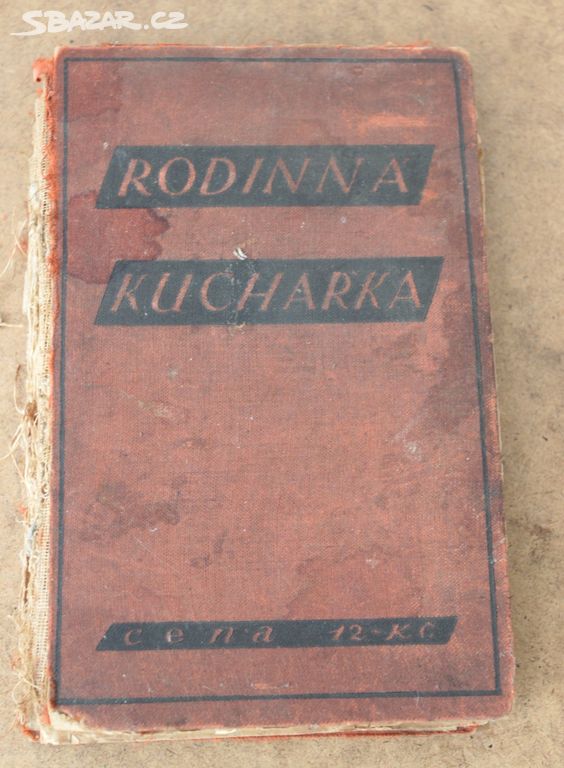 SBAZAR.CZ
RODINNÁ
KUCHAŘKA
cena 12-Kč